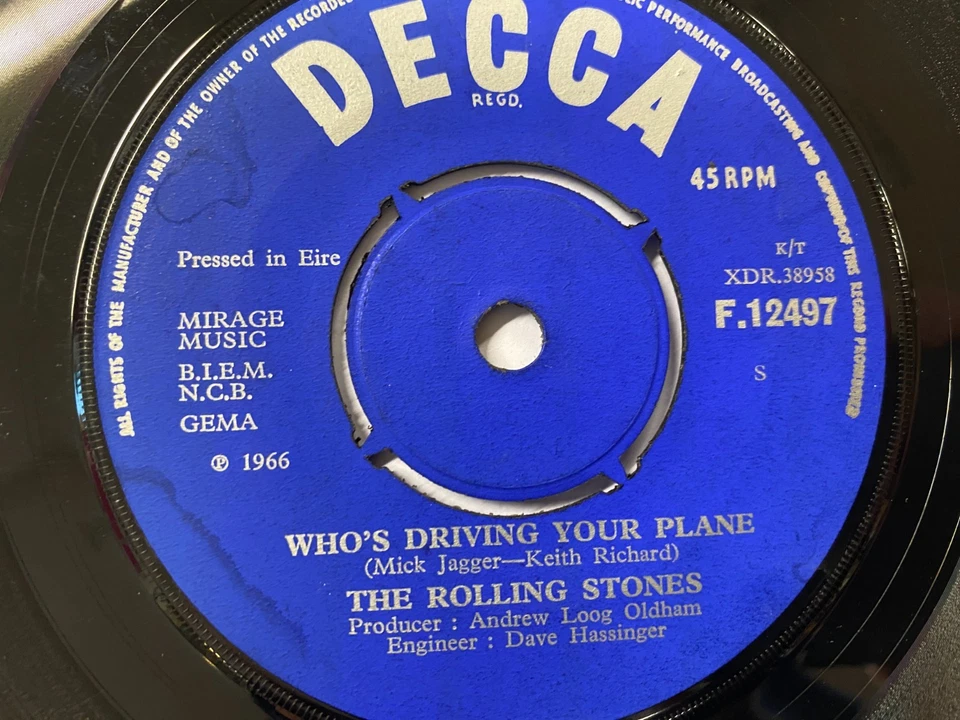 ALL RIGHTS OF THE MANUFACTURER AND OF THE OWNER OF THE RECORDED
PERFORMANCE BROADCASTING AND COPYING OF THIS RECORD PROHIBITED
DECCA
REGD.
45 RPM
Pressed in Eire
K/T
XDR.38958
F.12497
MIRAGE
MUSIC
B.I.E.M.
N.C.B.
S
GEMA
℗ 1966
WHO'S DRIVING YOUR PLANE
(Mick Jagger—Keith Richard)
THE ROLLING STONES
Producer : Andrew Loog Oldham
Engineer : Dave Hassinger